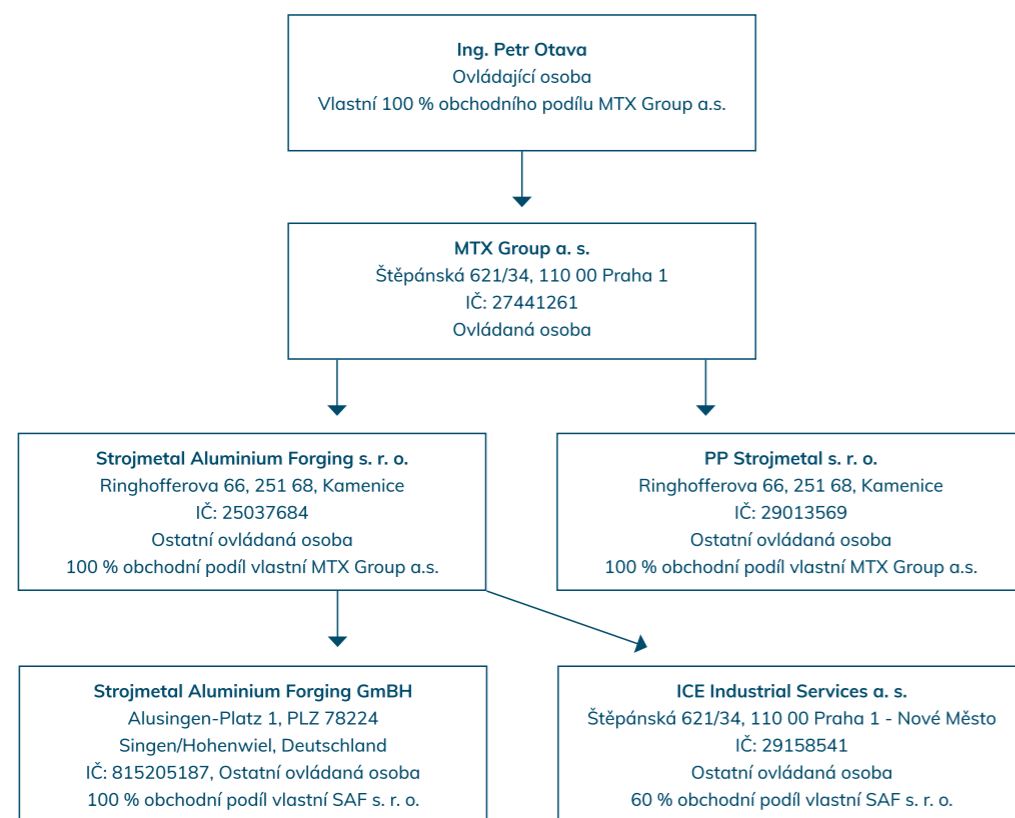 Ing. Petr Otava
Ovládající osoba
Vlastní 100 % obchodního podílu MTX Group a.s.
MTX Group a. s.
Štěpánská 621/34, 110 00 Praha 1
IČ: 27441261
Ovládaná osoba
Strojmetal Aluminium Forging s. r. o.
Ringhofferova 66, 251 68, Kamenice
IČ: 25037684
Ostatní ovládaná osoba
100 % obchodní podíl vlastní MTX Group a.s.
PP Strojmetal s. r. o.
Ringhofferova 66, 251 68, Kamenice
IČ: 29013569
Ostatní ovládaná osoba
100 % obchodní podíl vlastní MTX Group a.s.
Strojmetal Aluminium Forging GmBH
Alusingen-Platz 1, PLZ 78224
Singen/Hohenwiel, Deutschland
IČ: 815205187, Ostatní ovládaná osoba
100 % obchodní podíl vlastní SAF s. r. o.
ICE Industrial Services a. s.
Štěpánská 621/34, 110 00 Praha 1 - Nové Město
IČ: 29158541
Ostatní ovládaná osoba
60 % obchodní podíl vlastní SAF s. r. o.